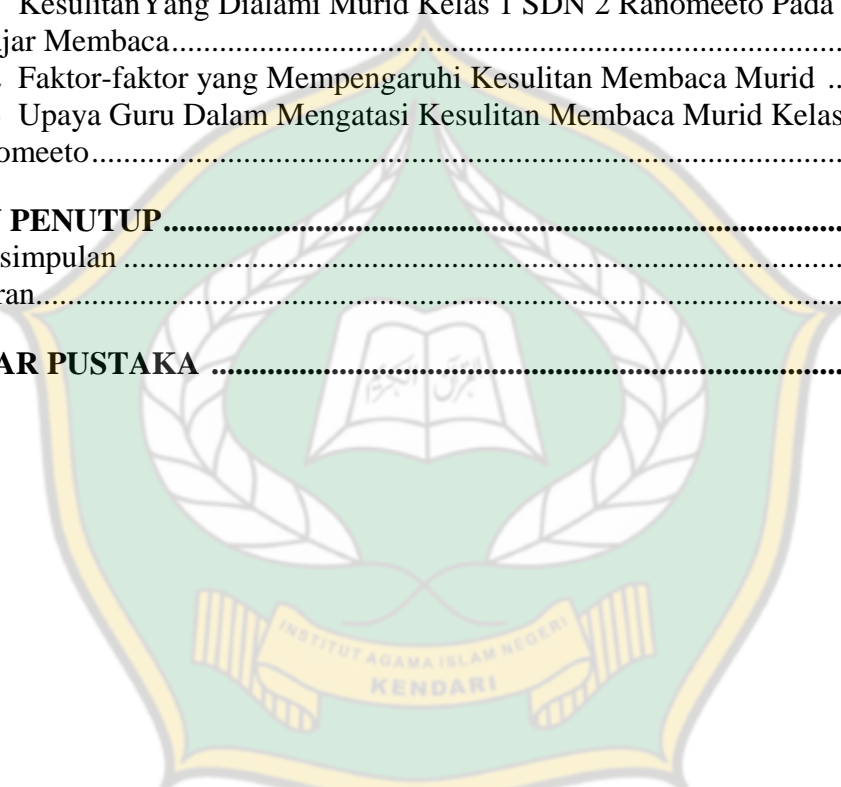 KesulitanYang Dialami Murid Kelas 1 SDN 2 Ranomeeto Pada
jar Membaca........................................................................................
Faktor-faktor yang Mempengaruhi Kesulitan Membaca Murid ..
Upaya Guru Dalam Mengatasi Kesulitan Membaca Murid Kelas
omeeto....................................................................................................
PENUTUP.........................................................................................
simpulan ...............................................................................................
ran..........................................................................................................
AR PUSTAKA ..................................................................................
INSTITUT AGAMA ISLAM NEGERI
KENDARI